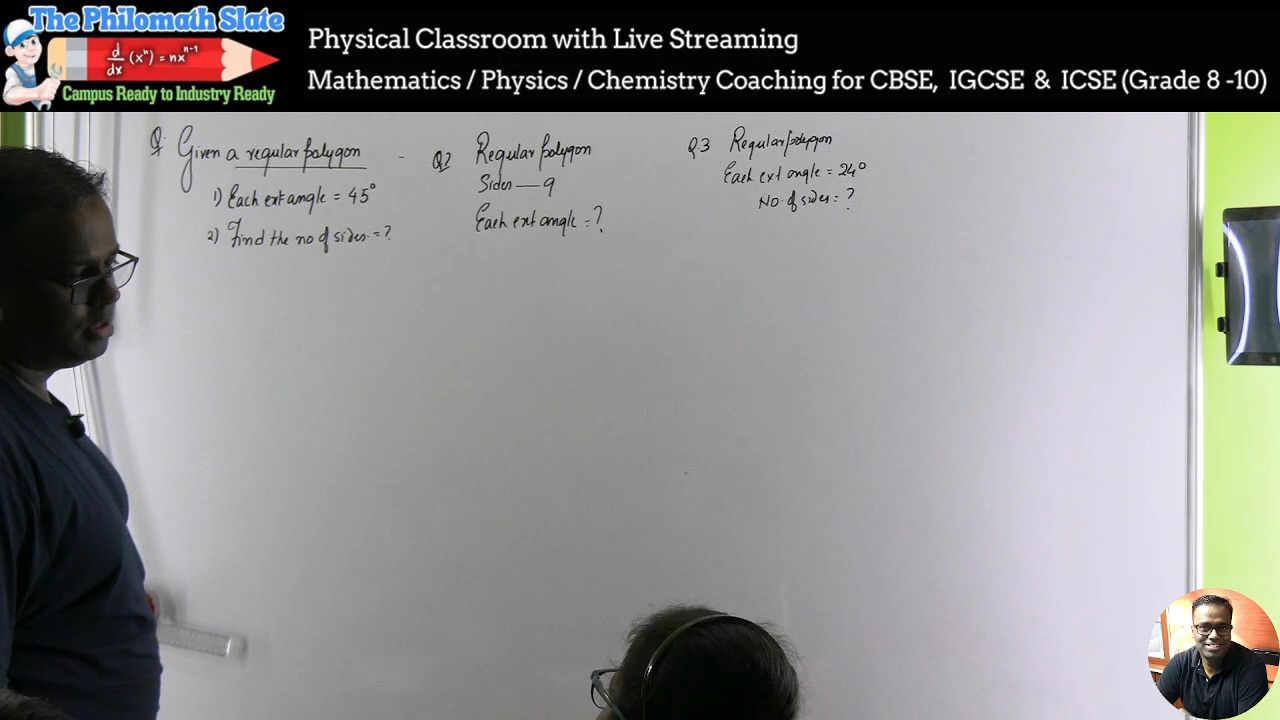 The Philomath Slate
d/dx (xⁿ) = nxⁿ⁻¹
Campus Ready to Industry Ready
Physical Classroom with Live Streaming
Mathematics / Physics / Chemistry Coaching for CBSE, IGCSE & ICSE (Grade 8 -10)
Q. Given a regular polygon
1) Each ext angle = 45°
2) Find the no of sides = ?
Q2 Regular polygon
Sides — 9
Each ext angle = ?
Q3 Regular polygon
Each ext angle = 24°
No. of sides = ?